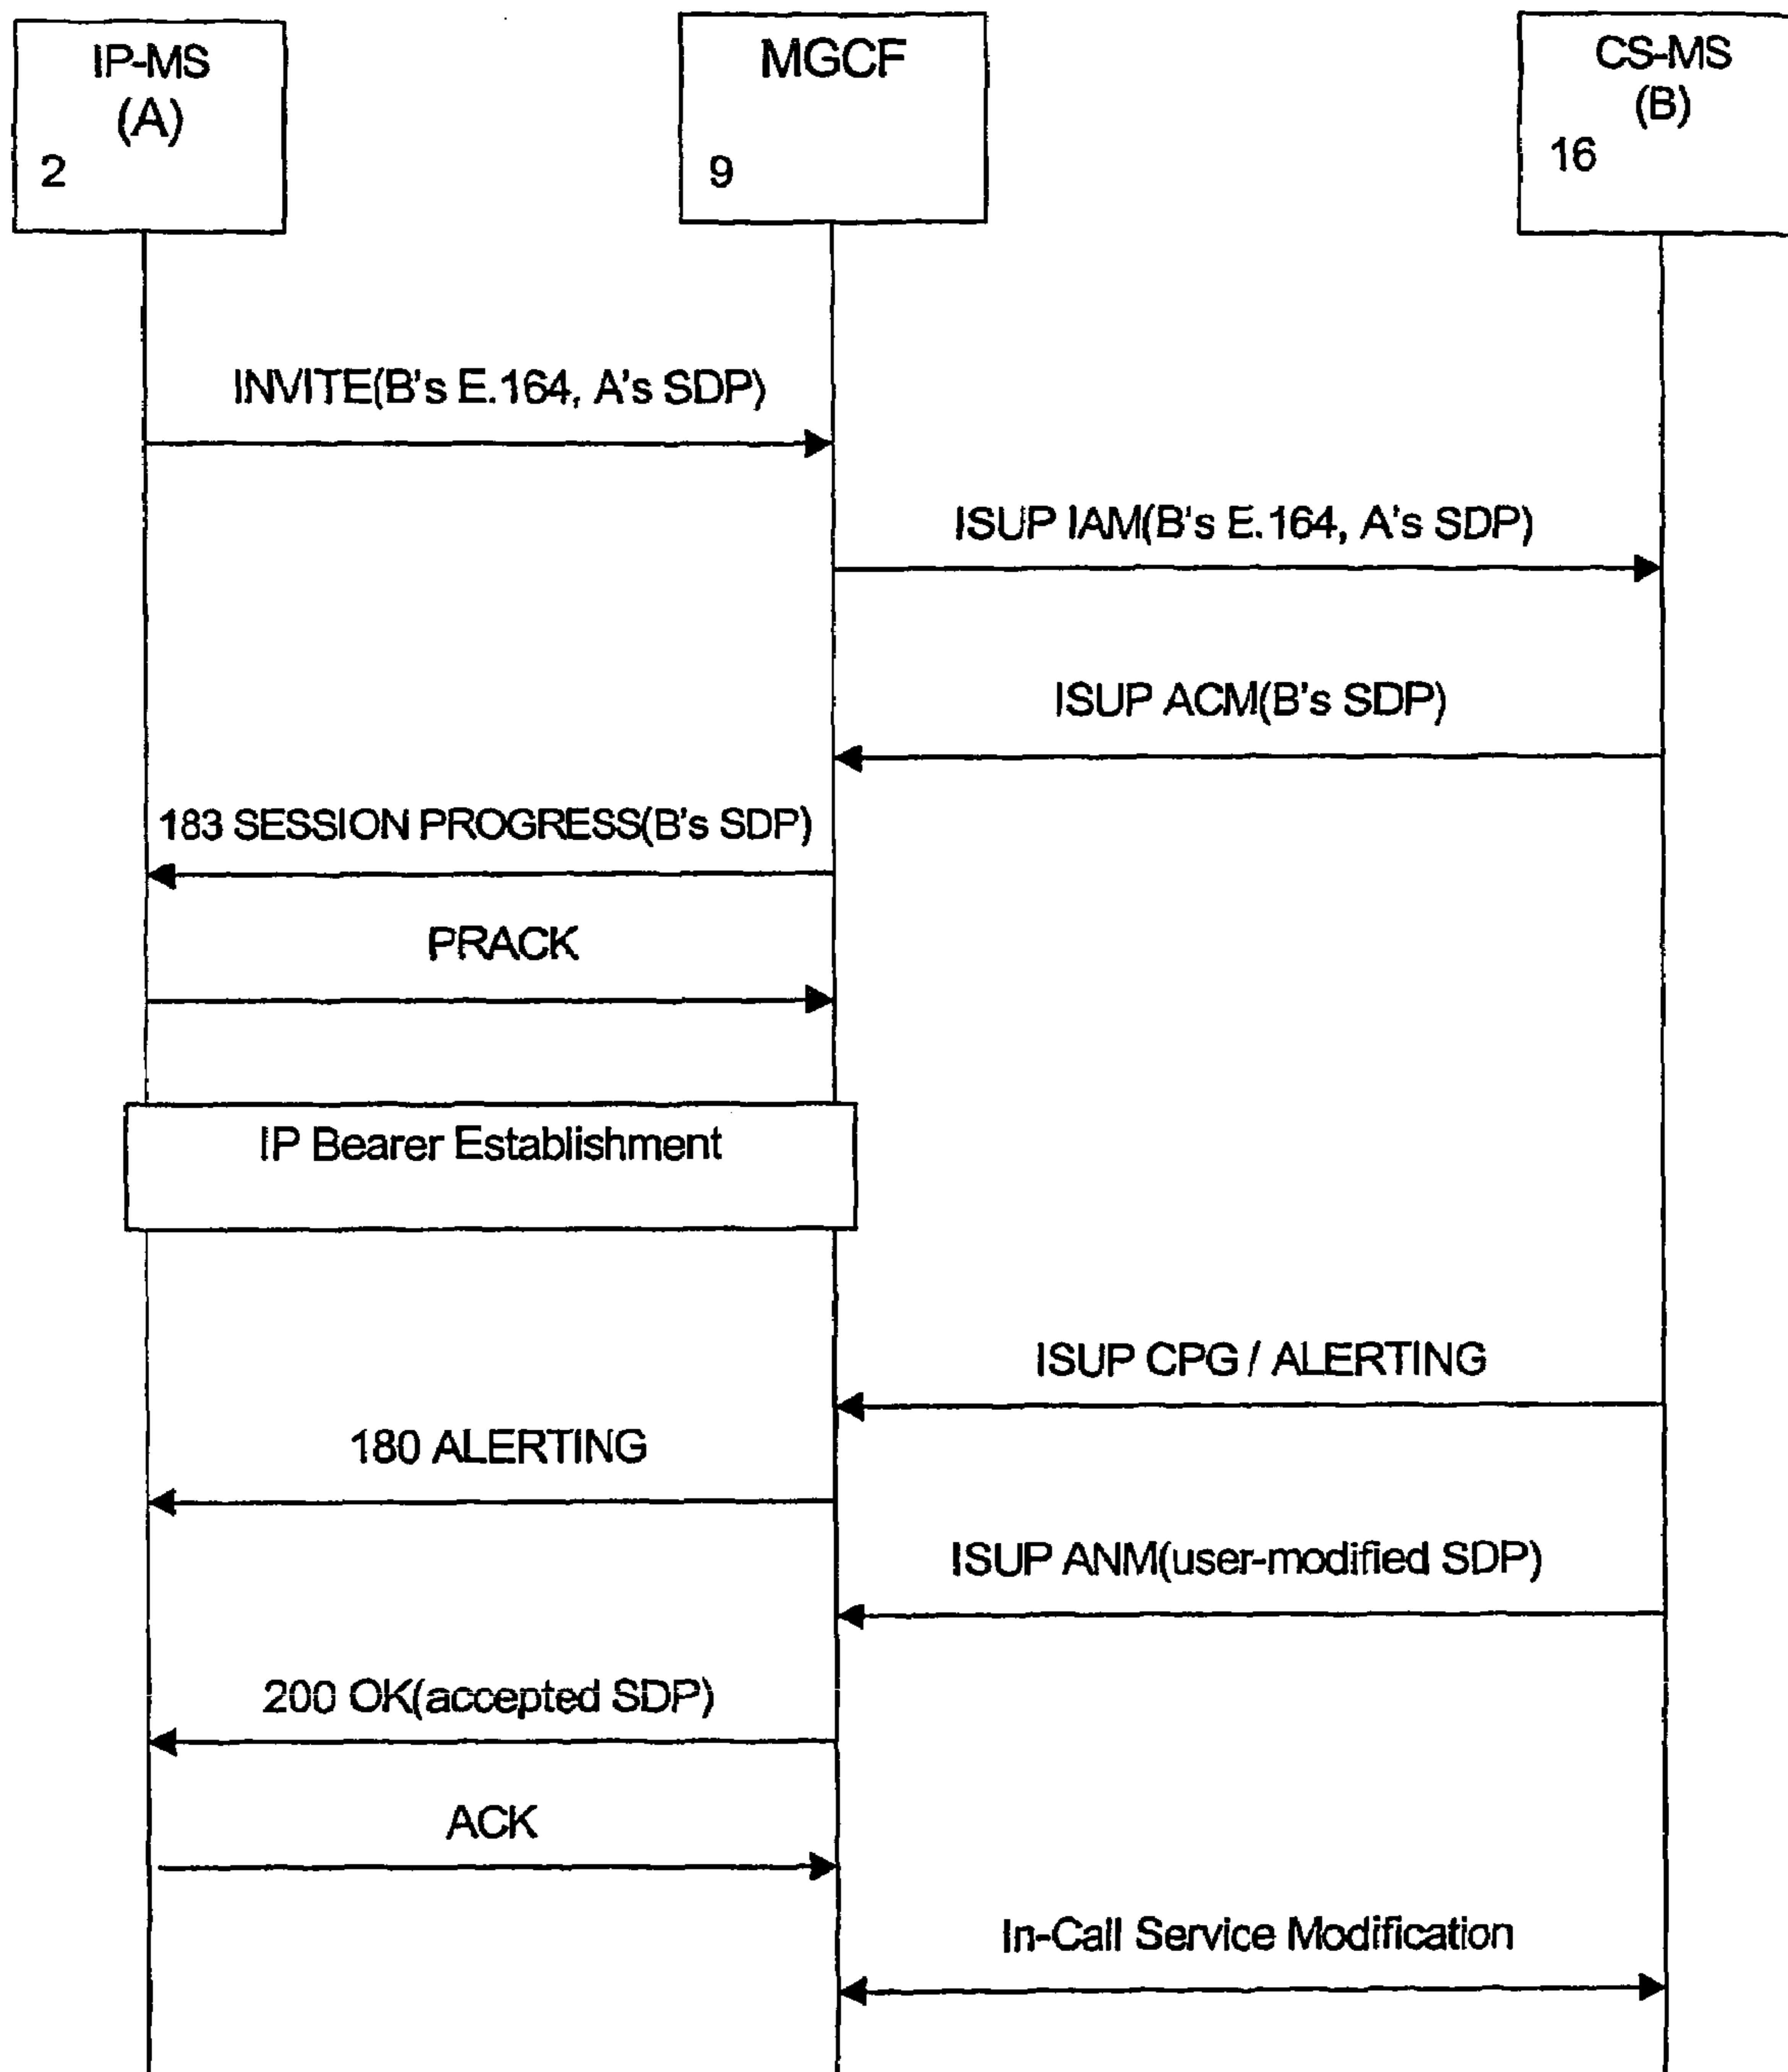 IP-MS
(A)
2
MGCF
9
CS-MS
(B)
16
INVITE(B's E.164, A's SDP)
ISUP IAM(B's E.164, A's SDP)
ISUP ACM(B's SDP)
183 SESSION PROGRESS(B's SDP)
PRACK
IP Bearer Establishment
ISUP CPG / ALERTING
180 ALERTING
ISUP ANM(user-modified SDP)
200 OK(accepted SDP)
ACK
In-Call Service Modification